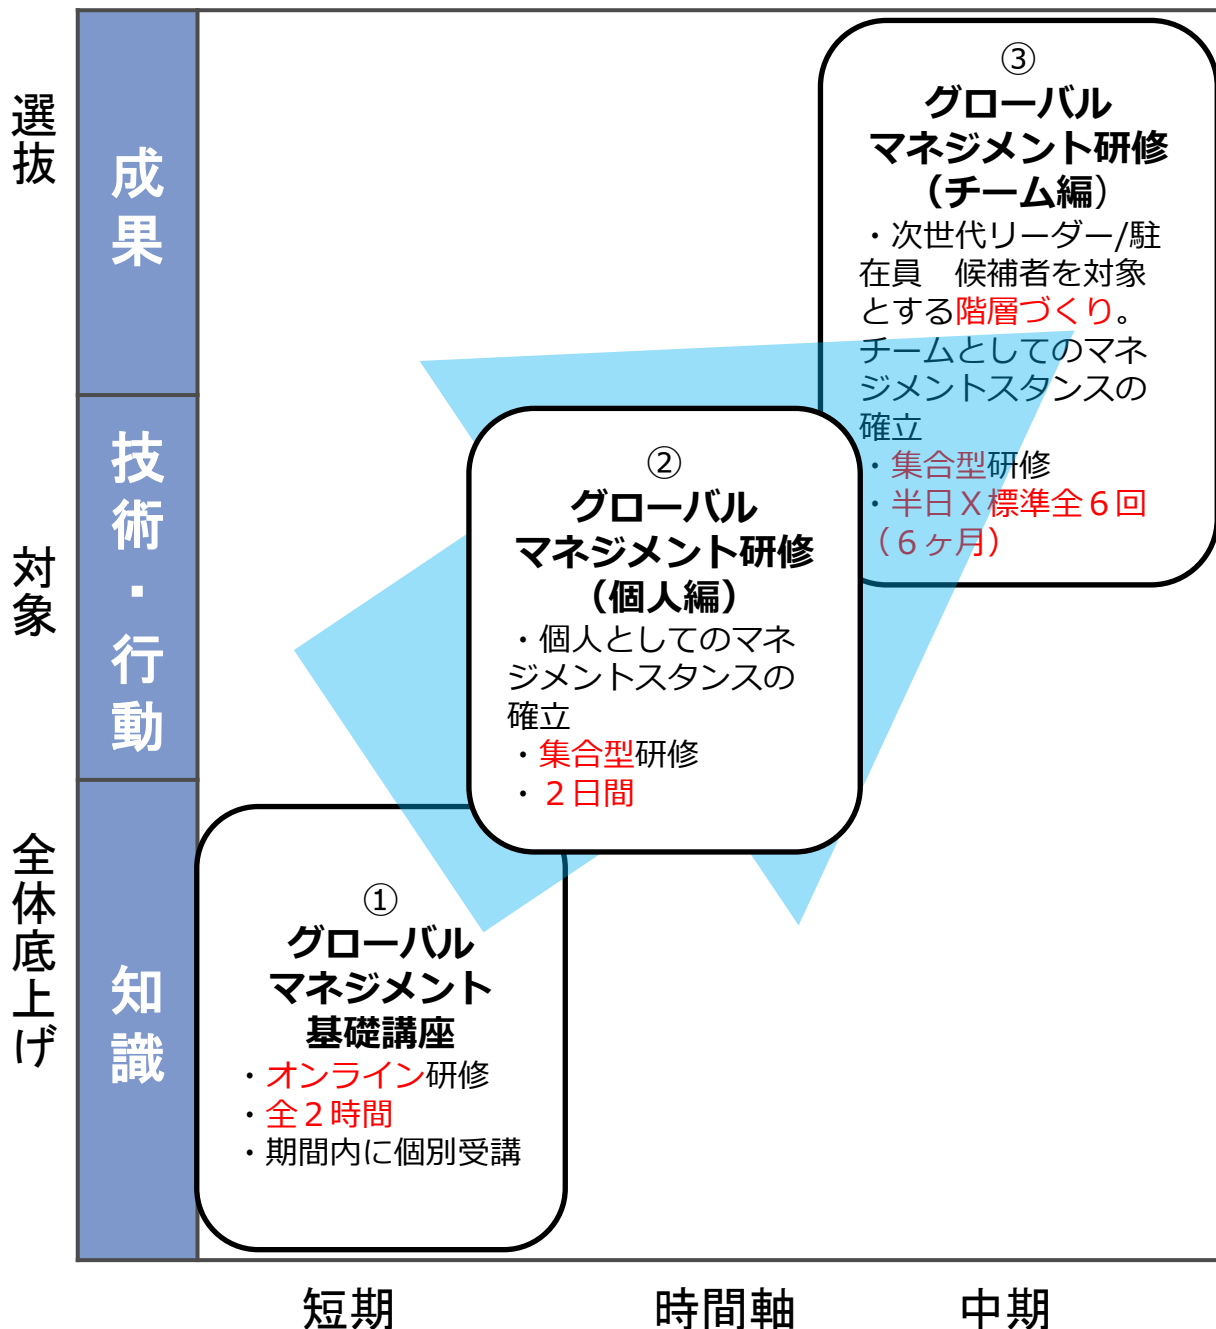 選抜
対象
全体底上げ
成果
技術・行動
知識
③
グローバル
マネジメント研修
（チーム編）
・次世代リーダー/駐
在員　候補者を対象
とする階層づくり。
チームとしてのマネ
ジメントスタンスの
確立
・集合型研修
・半日Ｘ標準全６回
（６ヶ月）
②
グローバル
マネジメント研修
（個人編）
・個人としてのマネ
ジメントスタンスの
確立
・集合型研修
・２日間
①
グローバル
マネジメント
基礎講座
・オンライン研修
・全２時間
・期間内に個別受講
短期　時間軸　中期